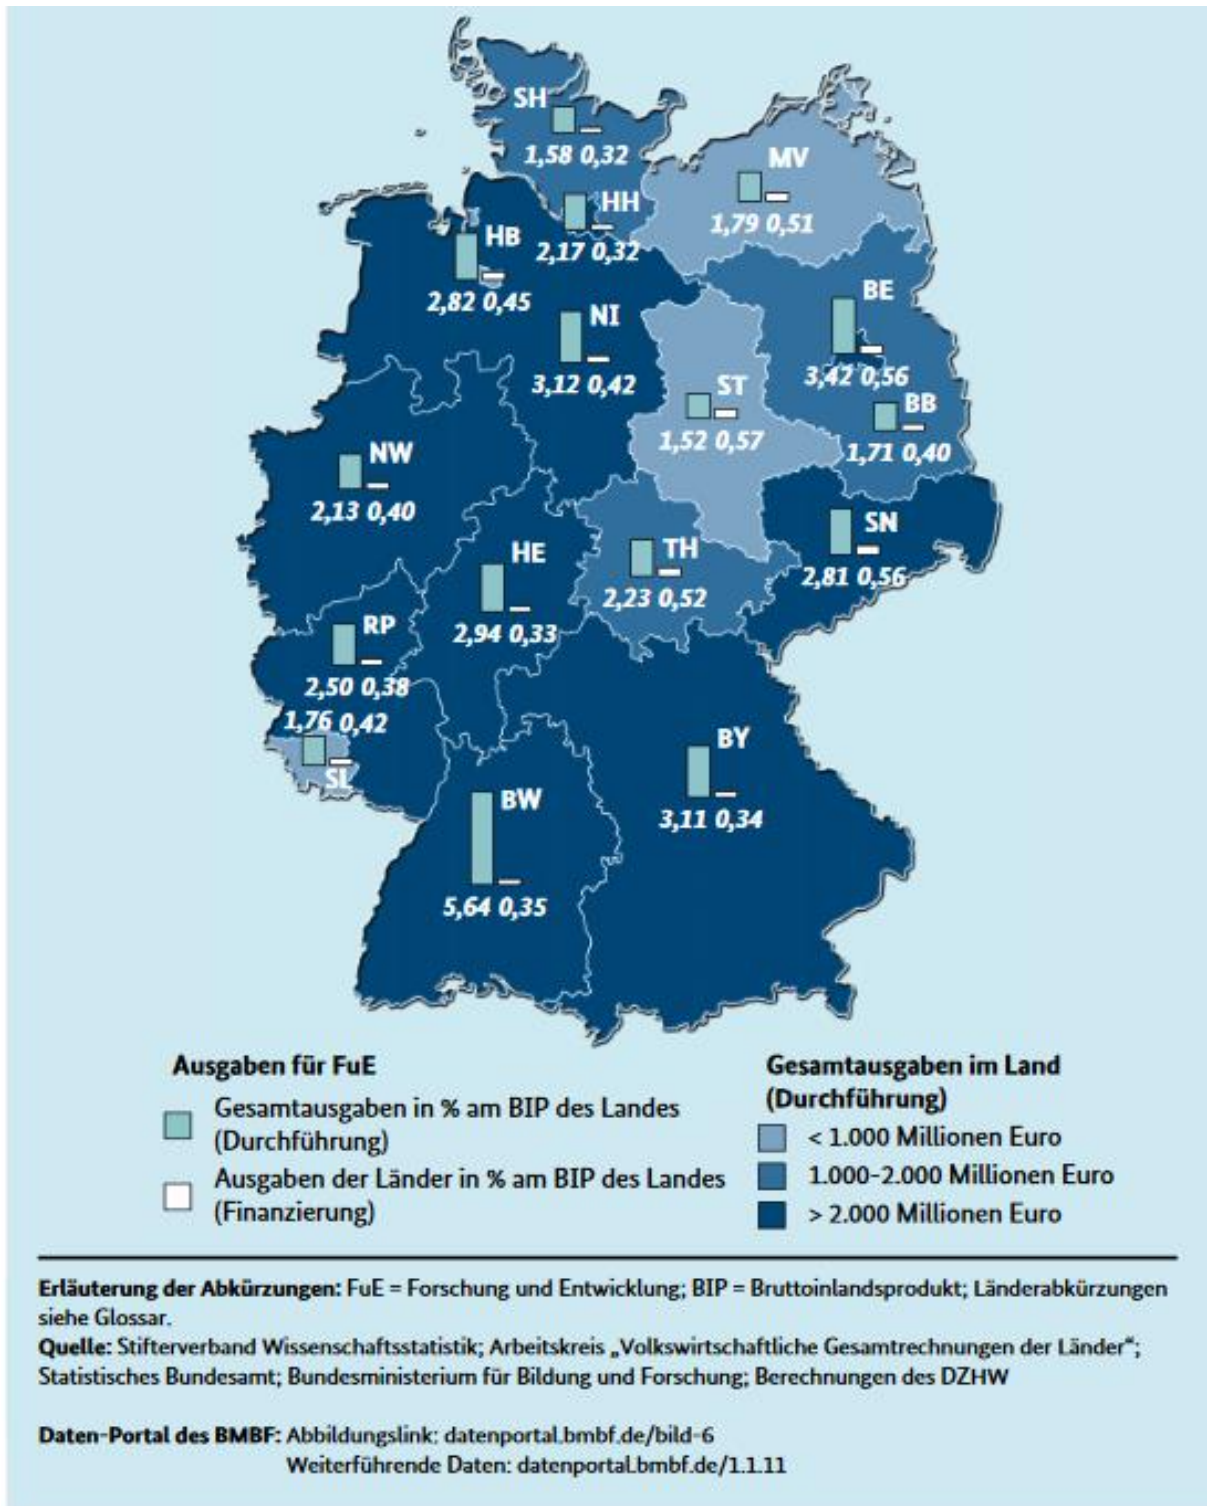 SH
1,58 0,32
MV
1,79 0,51
HH
2,17 0,32
HB
2,82 0,45
NI
3,12 0,42
BE
3,42 0,56
ST
1,52 0,57
BB
1,71 0,40
NW
2,13 0,40
SN
2,81 0,56
HE
2,94 0,33
TH
2,23 0,52
RP
2,50 0,38
1,76 0,42
SL
BY
3,11 0,34
BW
5,64 0,35
Ausgaben für FuE
Gesamtausgaben in % am BIP des Landes
(Durchführung)
Ausgaben der Länder in % am BIP des Landes
(Finanzierung)
Gesamtausgaben im Land
(Durchführung)
< 1.000 Millionen Euro
1.000–2.000 Millionen Euro
> 2.000 Millionen Euro
Erläuterung der Abkürzungen: FuE = Forschung und Entwicklung; BIP = Bruttoinlandsprodukt; Länderabkürzungen
siehe Glossar.
Quelle: Stifterverband Wissenschaftsstatistik; Arbeitskreis „Volkswirtschaftliche Gesamtrechnungen der Länder“;
Statistisches Bundesamt; Bundesministerium für Bildung und Forschung; Berechnungen des DZHW
Daten-Portal des BMBF: Abbildungslink: datenportal.bmbf.de/bild-6
Weiterführende Daten: datenportal.bmbf.de/1.1.11